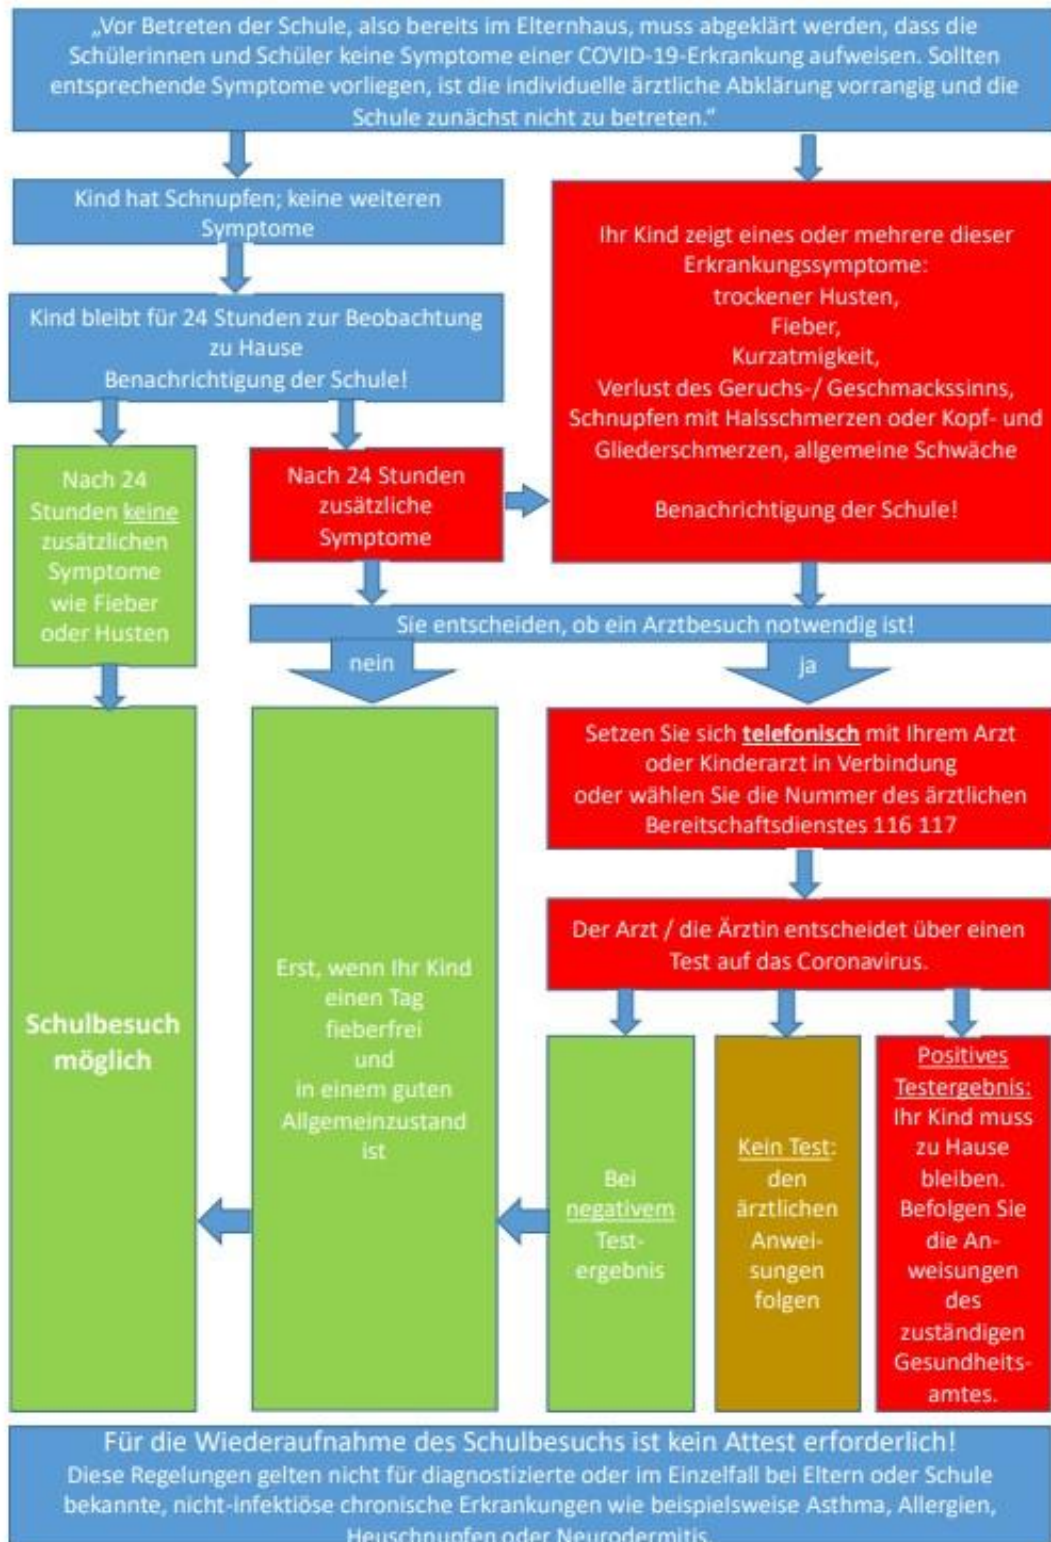 „Vor Betreten der Schule, also bereits im Elternhaus, muss abgeklärt werden, dass die
Schülerinnen und Schüler keine Symptome einer COVID-19-Erkrankung aufweisen. Sollten
entsprechende Symptome vorliegen, ist die individuelle ärztliche Abklärung vorrangig und die
Schule zunächst nicht zu betreten.“
Kind hat Schnupfen; keine weiteren
Symptome
Kind bleibt für 24 Stunden zur Beobachtung
zu Hause
Benachrichtigung der Schule!
Ihr Kind zeigt eines oder mehrere dieser
Erkrankungssymptome:
trockener Husten,
Fieber,
Kurzatmigkeit,
Verlust des Geruchs-/ Geschmackssinns,
Schnupfen mit Halsschmerzen oder Kopf- und
Gliederschmerzen, allgemeine Schwäche
Benachrichtigung der Schule!
Nach 24
Stunden keine
zusätzlichen
Symptome
wie Fieber
oder Husten
Nach 24 Stunden
zusätzliche
Symptome
Sie entscheiden, ob ein Arztbesuch notwendig ist!
nein
ja
Schulbesuch
möglich
Erst, wenn Ihr Kind
einen Tag
fieberfrei
und
in einem guten
Allgemeinzustand
ist
Setzen Sie sich telefonisch mit Ihrem Arzt
oder Kinderarzt in Verbindung
oder wählen Sie die Nummer des ärztlichen
Bereitschaftsdienstes 116 117
Der Arzt / die Ärztin entscheidet über einen
Test auf das Coronavirus.
Bei
negativem
Test-
ergebnis
Kein Test:
den
ärztlichen
Anwei-
sungen
folgen
Positives
Testergebnis:
Ihr Kind muss
zu Hause
bleiben.
Befolgen Sie
die An-
weisungen
des
zuständigen
Gesundheits-
amtes.
Für die Wiederaufnahme des Schulbesuchs ist kein Attest erforderlich!
Diese Regelungen gelten nicht für diagnostizierte oder im Einzelfall bei Eltern oder Schule
bekannte, nicht-infektiöse chronische Erkrankungen wie beispielsweise Asthma, Allergien,
Heuschnupfen oder Neurodermitis.